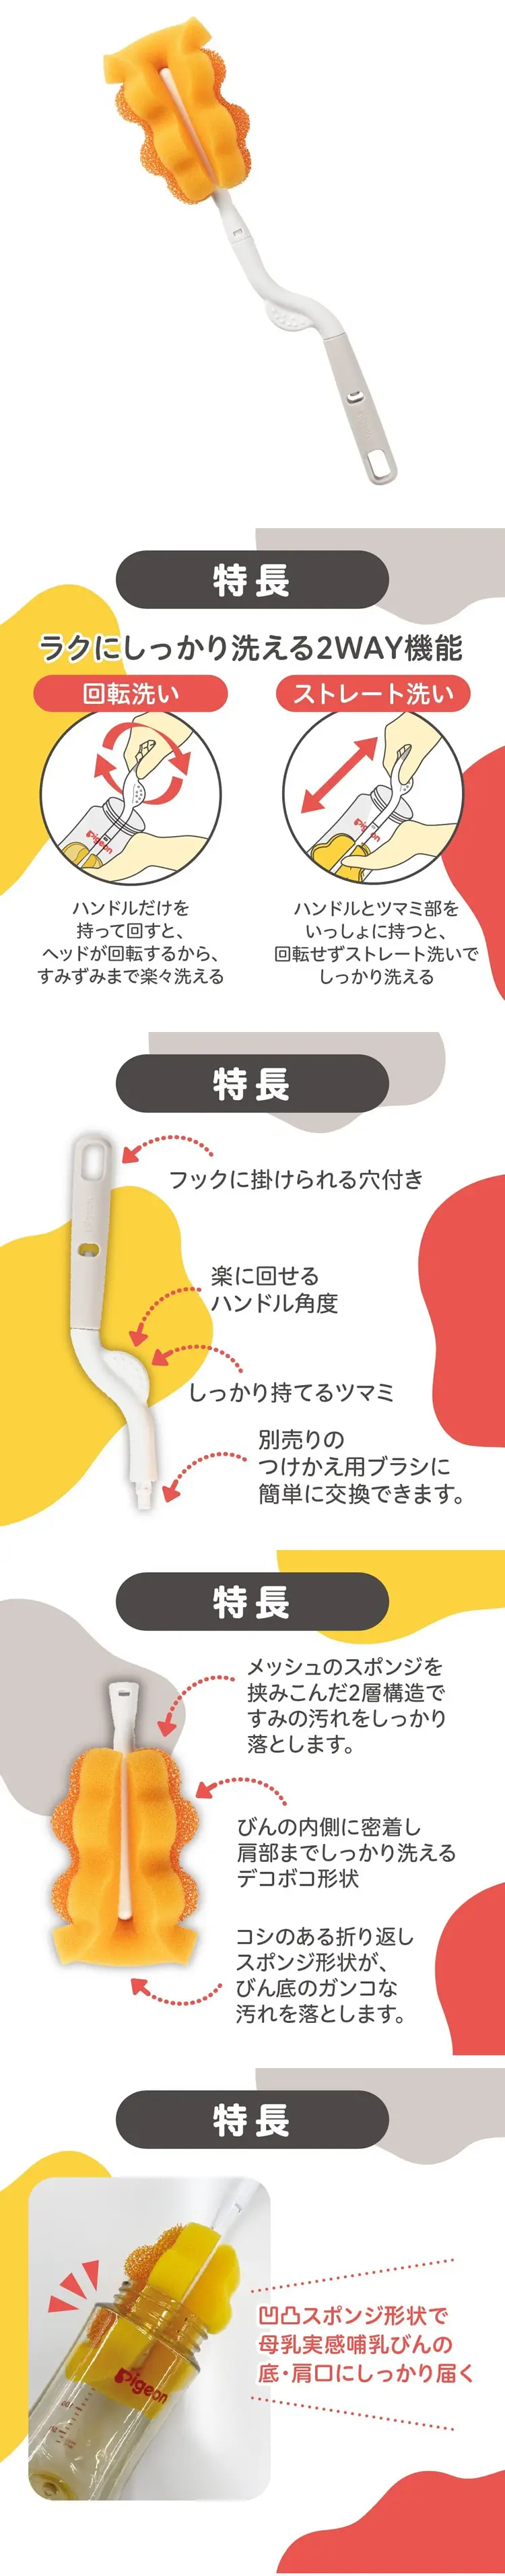 特長
ラクにしっかり洗える2WAY機能
回転洗い
ストレート洗い
Pigeon
Pigeon
ハンドルだけを
持って回すと、
ヘッドが回転するから、
すみずみまで楽々洗える
ハンドルとツマミ部を
いっしょに持つと、
回転せずストレート洗いで
しっかり洗える
特長
フックに掛けられる穴付き
楽に回せる
ハンドル角度
しっかり持てるツマミ
別売りの
つけかえ用ブラシに
簡単に交換できます。
特長
メッシュのスポンジを
挟みこんだ2層構造で
すみの汚れをしっかり
落とします。
びんの内側に密着し
肩部までしっかり洗える
デコボコ形状
コシのある折り返し
スポンジ形状が、
びん底のガンコな
汚れを落とします。
特長
Pigeon
凹凸スポンジ形状で
母乳実感哺乳びんの
底・肩口にしっかり届く